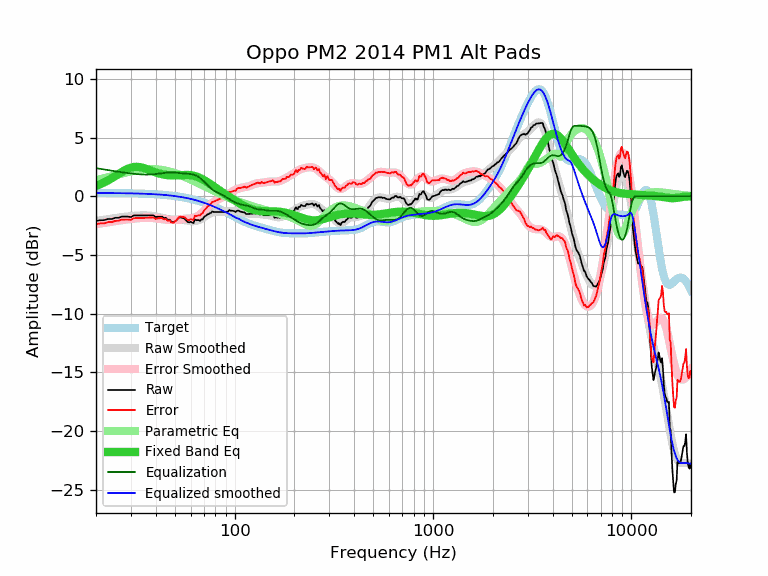 Oppo PM2 2014 PM1 Alt Pads
Amplitude (dBr)
10
5
0
−5
−10
−15
−20
−25
Target
Raw Smoothed
Error Smoothed
Raw
Error
Parametric Eq
Fixed Band Eq
Equalization
Equalized smoothed
100
1000
10000
Frequency (Hz)